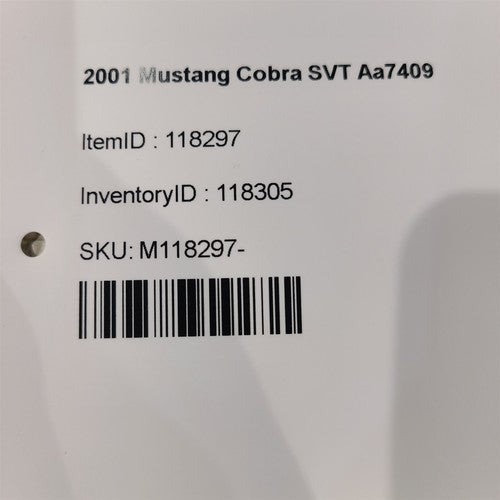 2001 Mustang Cobra SVT Aa7409
ItemID : 118297
InventoryID : 118305
SKU: M118297-